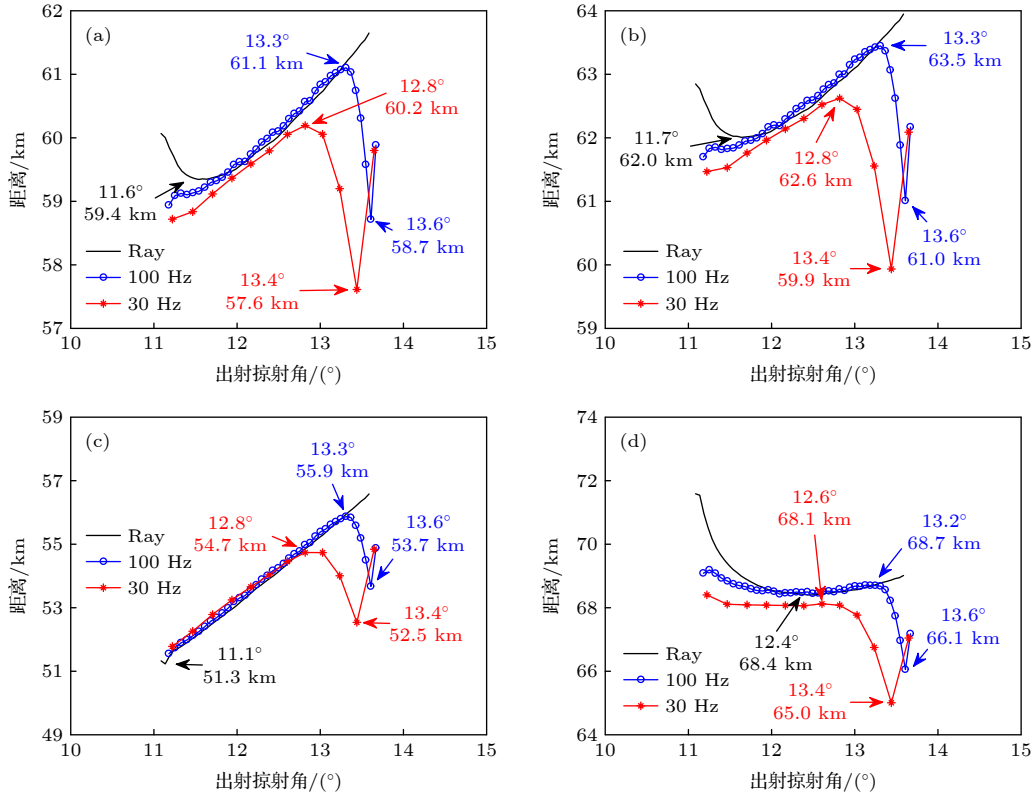 (a)
62
61
60
59
58
57
距离/km
13.3°
61.1 km
12.8°
60.2 km
11.6°
59.4 km
13.6°
58.7 km
13.4°
57.6 km
Ray
100 Hz
30 Hz
10 11 12 13 14 15
出射掠射角/(°)
(b)
64
63
62
61
60
59
距离/km
13.3°
63.5 km
11.7°
62.0 km
12.8°
62.6 km
13.6°
61.0 km
13.4°
59.9 km
Ray
100 Hz
30 Hz
10 11 12 13 14 15
出射掠射角/(°)
(c)
59
57
55
53
51
49
距离/km
13.3°
55.9 km
12.8°
54.7 km
13.6°
53.7 km
13.4°
52.5 km
11.1°
51.3 km
Ray
100 Hz
30 Hz
10 11 12 13 14 15
出射掠射角/(°)
(d)
74
72
70
68
66
64
距离/km
12.6°
68.1 km
13.2°
68.7 km
12.4°
68.4 km
13.6°
66.1 km
13.4°
65.0 km
Ray
100 Hz
30 Hz
10 11 12 13 14 15
出射掠射角/(°)